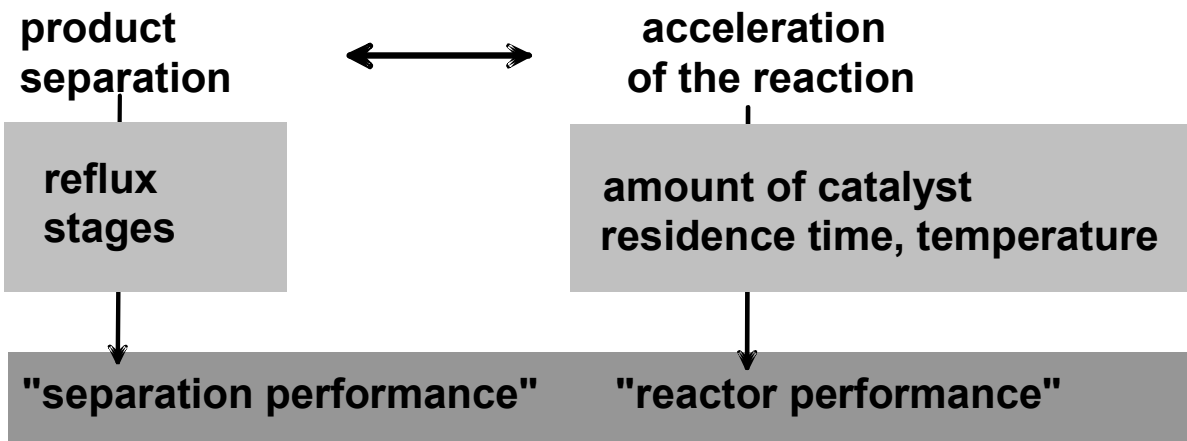 product
separation
acceleration
of the reaction
reflux
stages
amount of catalyst
residence time, temperature
"separation performance"
"reactor performance"